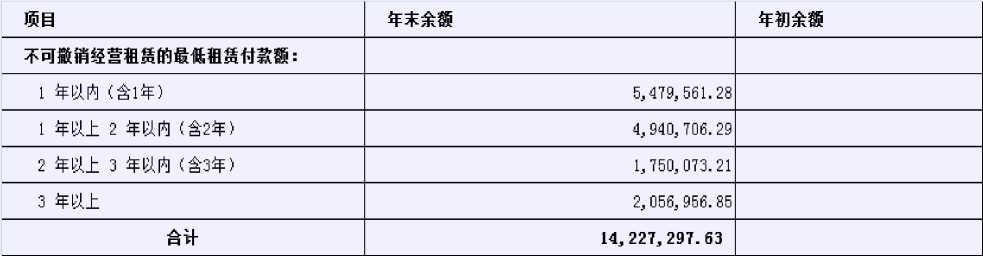 项目 年末余额 年初余额
不可撤销经营租赁的最低租赁付款额：
1 年以内（含1年） 5,479,561.28
1 年以上 2 年以内（含2年） 4,940,706.29
2 年以上 3 年以内（含3年） 1,750,073.21
3 年以上 2,056,956.85
合计 14,227,297.63